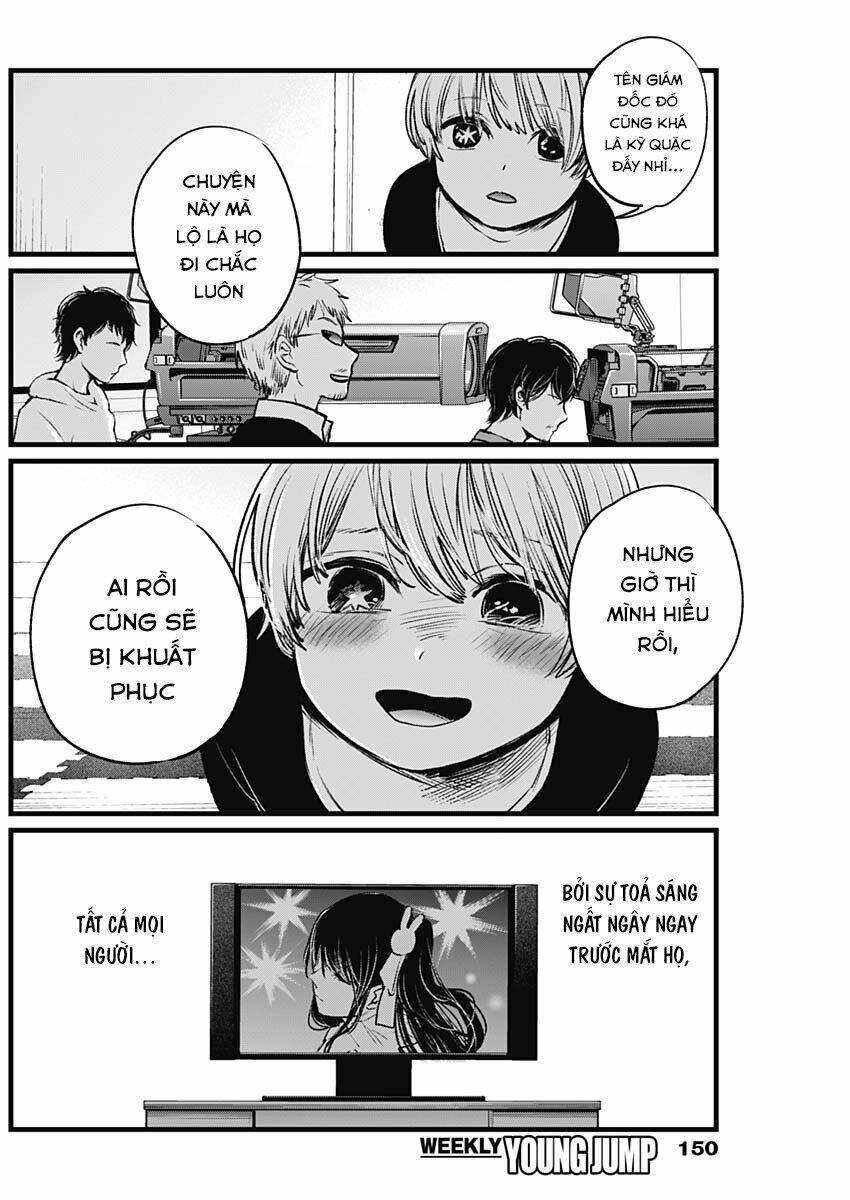 TÊN GIÁM
ĐỐC ĐÓ
CŨNG KHÁ
LÀ KỲ QUẶC
ĐẤY NHỈ...
CHUYỆN
NÀY MÀ
LỘ LÀ HỌ
ĐI CHẮC
LUÔN
NHƯNG
GIỜ THÌ
MÌNH HIỂU
RỒI,
AI RỒI
CŨNG SẼ
BỊ KHUẤT
PHỤC
BỞI SỰ TOẢ SÁNG
NGẤT NGÂY NGAY
TRƯỚC MẮT HỌ,
TẤT CẢ MỌI
NGƯỜI...
WEEKLY YOUNG JUMP 150